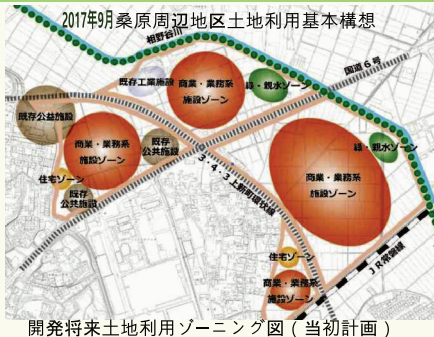 2017年9月桑原周辺地区土地利用基本構想
相野谷川
国道6号
既存工業施設
商業・業務系
施設ゾーン
緑・親水ゾーン
既存公益施設
商業・業務系
施設ゾーン
既存
公共施設
緑・親水ゾーン
商業・業務系
施設ゾーン
住宅ゾーン
既存
公共施設
3・4・3上新町環状線
住宅ゾーン
JR常磐線
商業・業務系
施設ゾーン
開発将来土地利用ゾーニング図(当初計画)